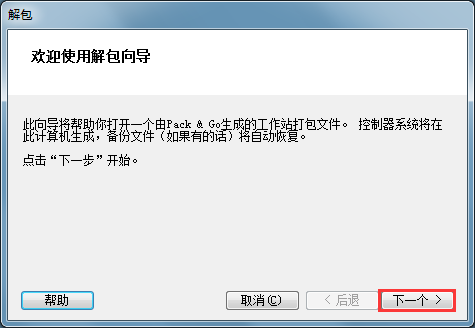 解包
欢迎使用解包向导
此向导将帮助你打开一个由Pack & Go生成的工作站打包文件。 控制器系统将在
此计算机生成，备份文件（如果有的话）将自动恢复。
点击“下一步”开始。
帮助
取消(C)
< 后退
下一个 >